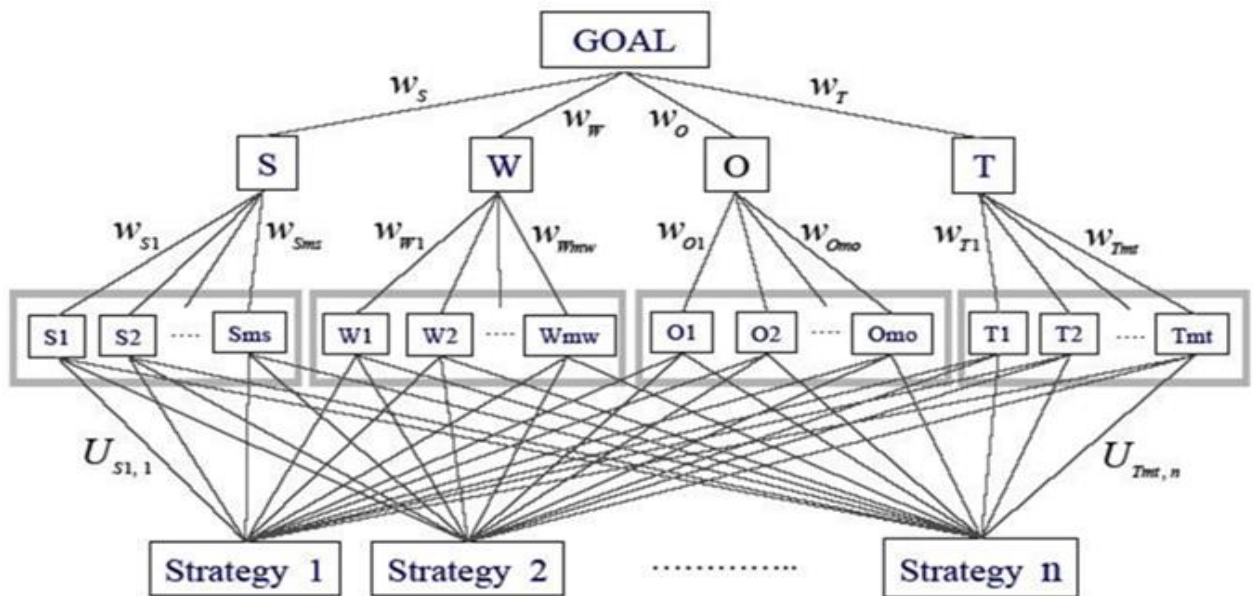 GOAL
w_S w_W w_O w_T
S W O T
w_S1 w_Sms w_W1 w_Wmw w_O1 w_Omo w_T1 w_Tmt
S1 S2 ..... Sms W1 W2 ..... Wmw O1 O2 ..... Omo T1 T2 ..... Tmt
U_S1, 1 U_Tmt, n
Strategy 1 Strategy 2 .............. Strategy n